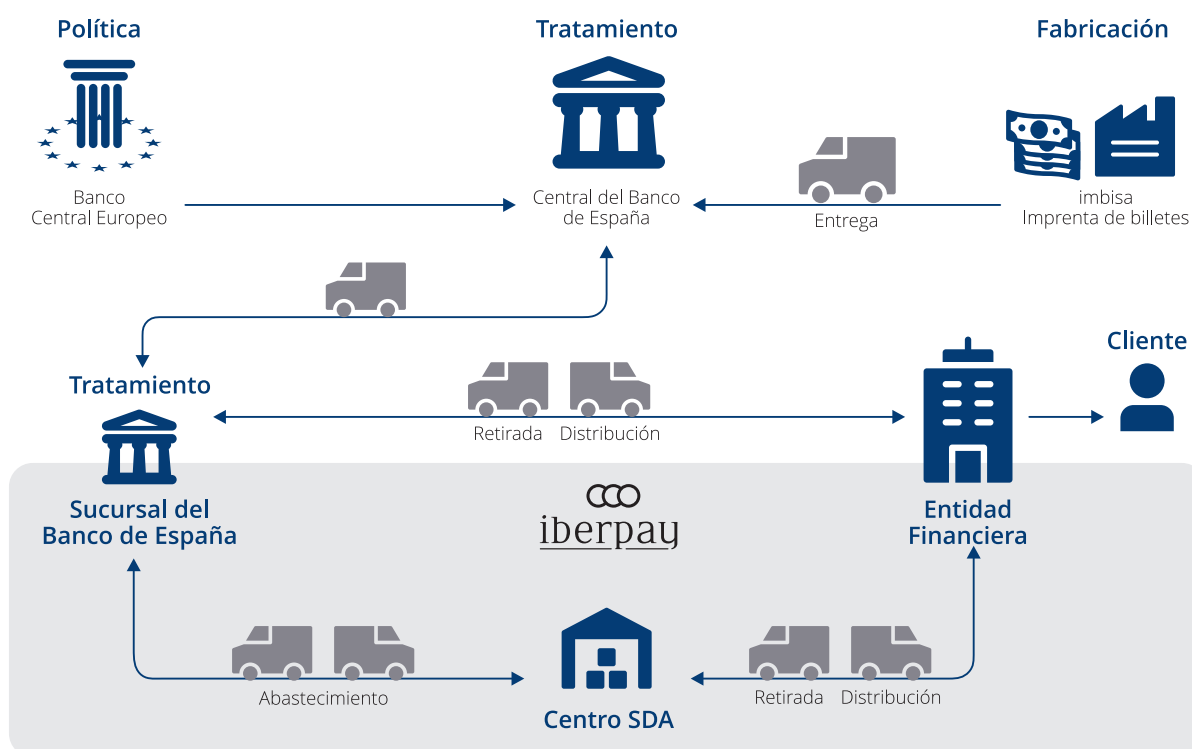 Política
Tratamiento
Fabricación
Banco
Central Europeo
Central del Banco
de España
Entrega
imbisa
Imprenta de billetes
Cliente
Tratamiento
Retirada
Distribución
Sucursal del
Banco de España
iberpay
Entidad
Financiera
Abastecimiento
Centro SDA
Retirada
Distribución